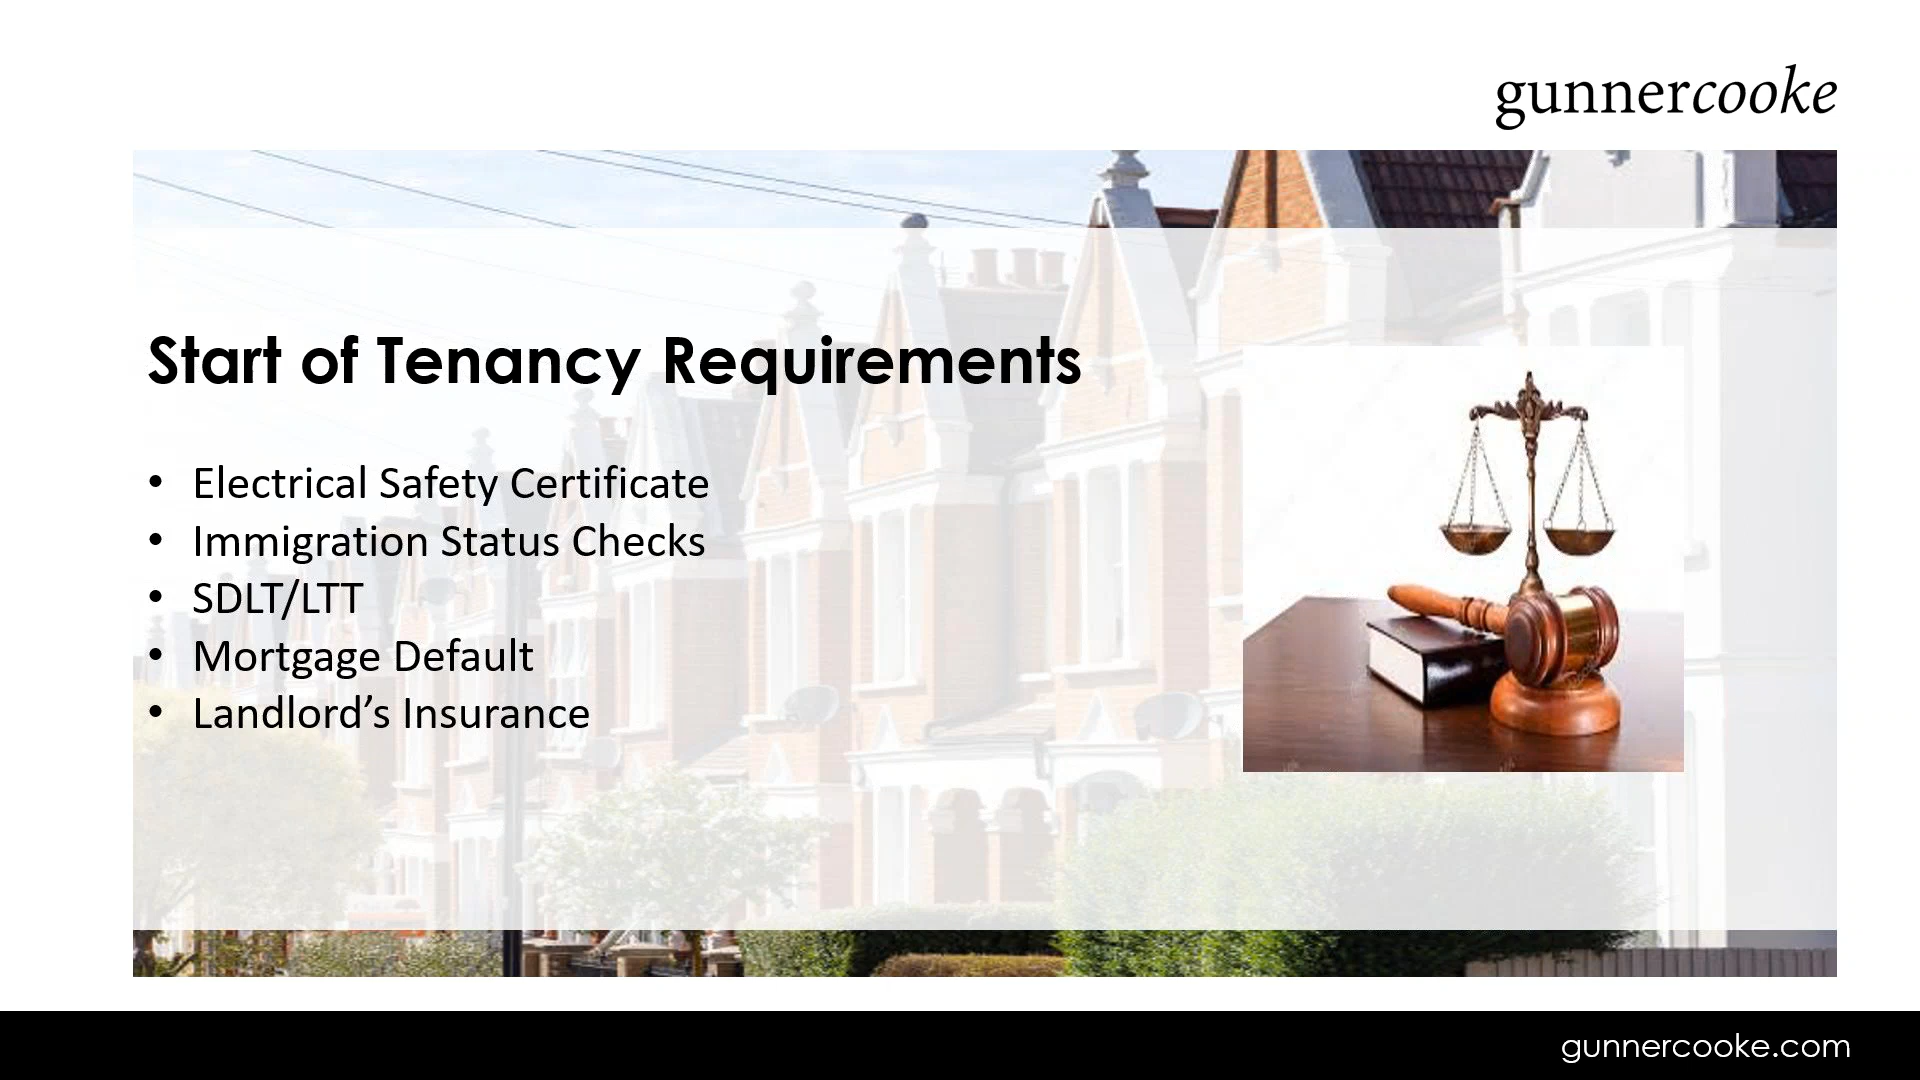 gunnercooke
Start of Tenancy Requirements
• Electrical Safety Certificate
• Immigration Status Checks
• SDLT/LTT
• Mortgage Default
• Landlord’s Insurance
gunnercooke.com